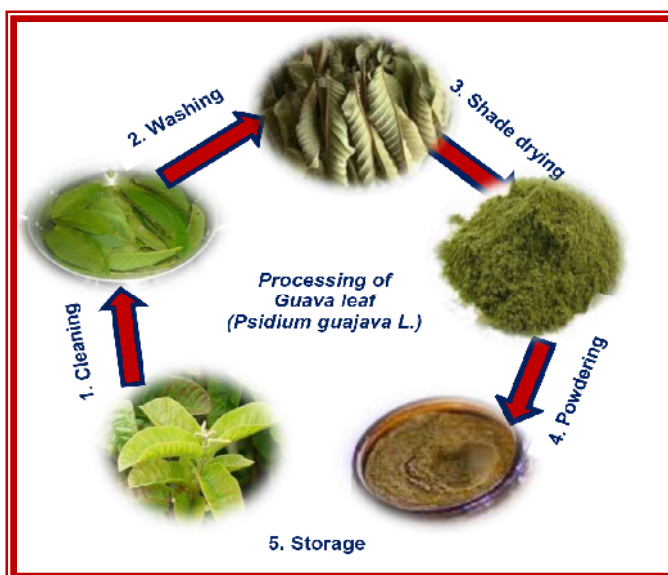 2. Washing
3. Shade drying
Processing of
Guava leaf
(Psidium guajava L.)
1. Cleaning
4. Powdering
5. Storage